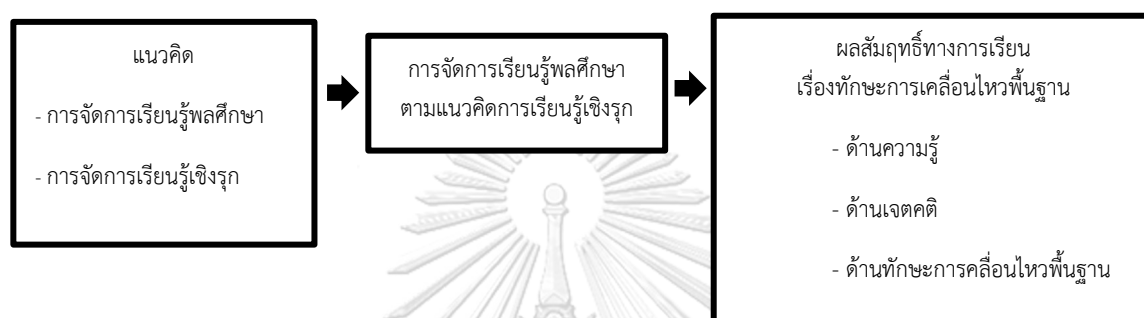 แนวคิด
- การจัดการเรียนรู้พลศึกษา
- การจัดการเรียนรู้เชิงรุก
การจัดการเรียนรู้พลศึกษา
ตามแนวคิดการเรียนรู้เชิงรุก
ผลสัมฤทธิ์ทางการเรียน
เรื่องทักษะการเคลื่อนไหวพื้นฐาน
- ด้านความรู้
- ด้านเจตคติ
- ด้านทักษะการคลื่อนไหวพื้นฐาน